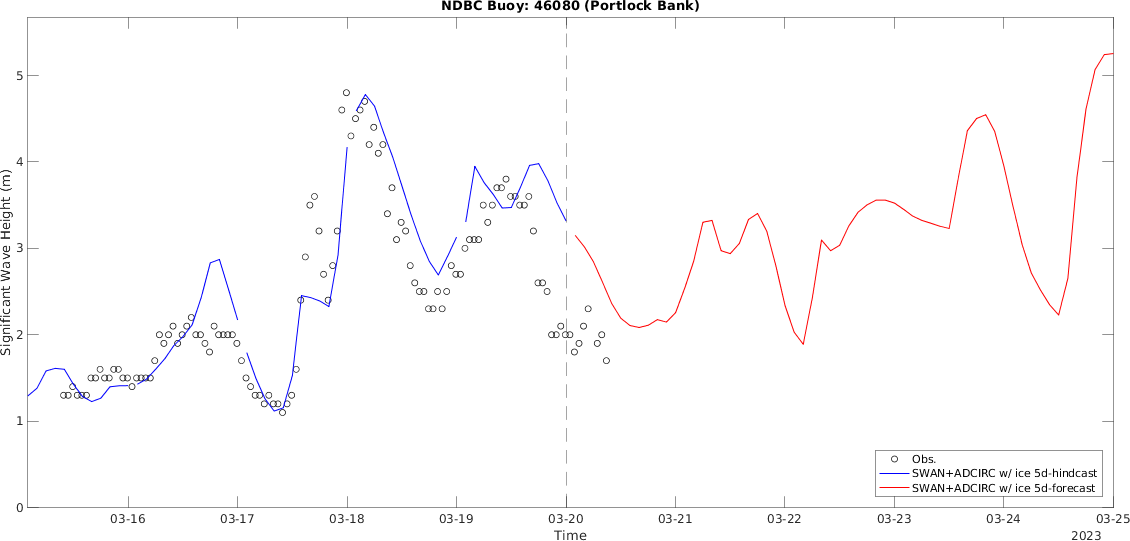 NDBC Buoy: 46080 (Portlock Bank)
Significant Wave Height (m)
5
4
3
2
1
0
Obs.
SWAN+ADCIRC w/ ice 5d-hindcast
SWAN+ADCIRC w/ ice 5d-forecast
03-16 03-17 03-18 03-19 03-20 03-21 03-22 03-23 03-24 03-25
Time
2023